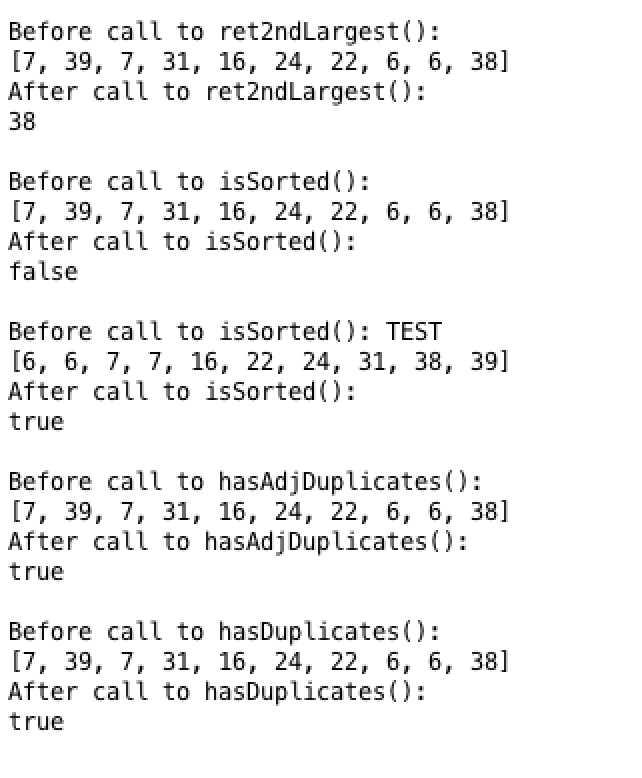 Before call to ret2ndLargest():
[7, 39, 7, 31, 16, 24, 22, 6, 6, 38]
After call to ret2ndLargest():
38
Before call to isSorted():
[7, 39, 7, 31, 16, 24, 22, 6, 6, 38]
After call to isSorted():
false
Before call to isSorted(): TEST
[6, 6, 7, 7, 16, 22, 24, 31, 38, 39]
After call to isSorted():
true
Before call to hasAdjDuplicates():
[7, 39, 7, 31, 16, 24, 22, 6, 6, 38]
After call to hasAdjDuplicates():
true
Before call to hasDuplicates():
[7, 39, 7, 31, 16, 24, 22, 6, 6, 38]
After call to hasDuplicates():
true